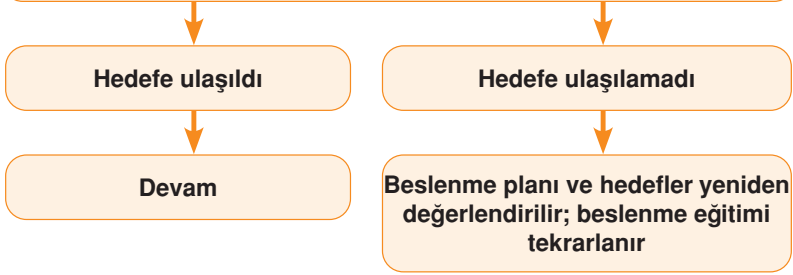 Hedefe ulaşıldı
Hedefe ulaşılamadı
Devam
Beslenme planı ve hedefler yeniden
değerlendirilir; beslenme eğitimi
tekrarlanır